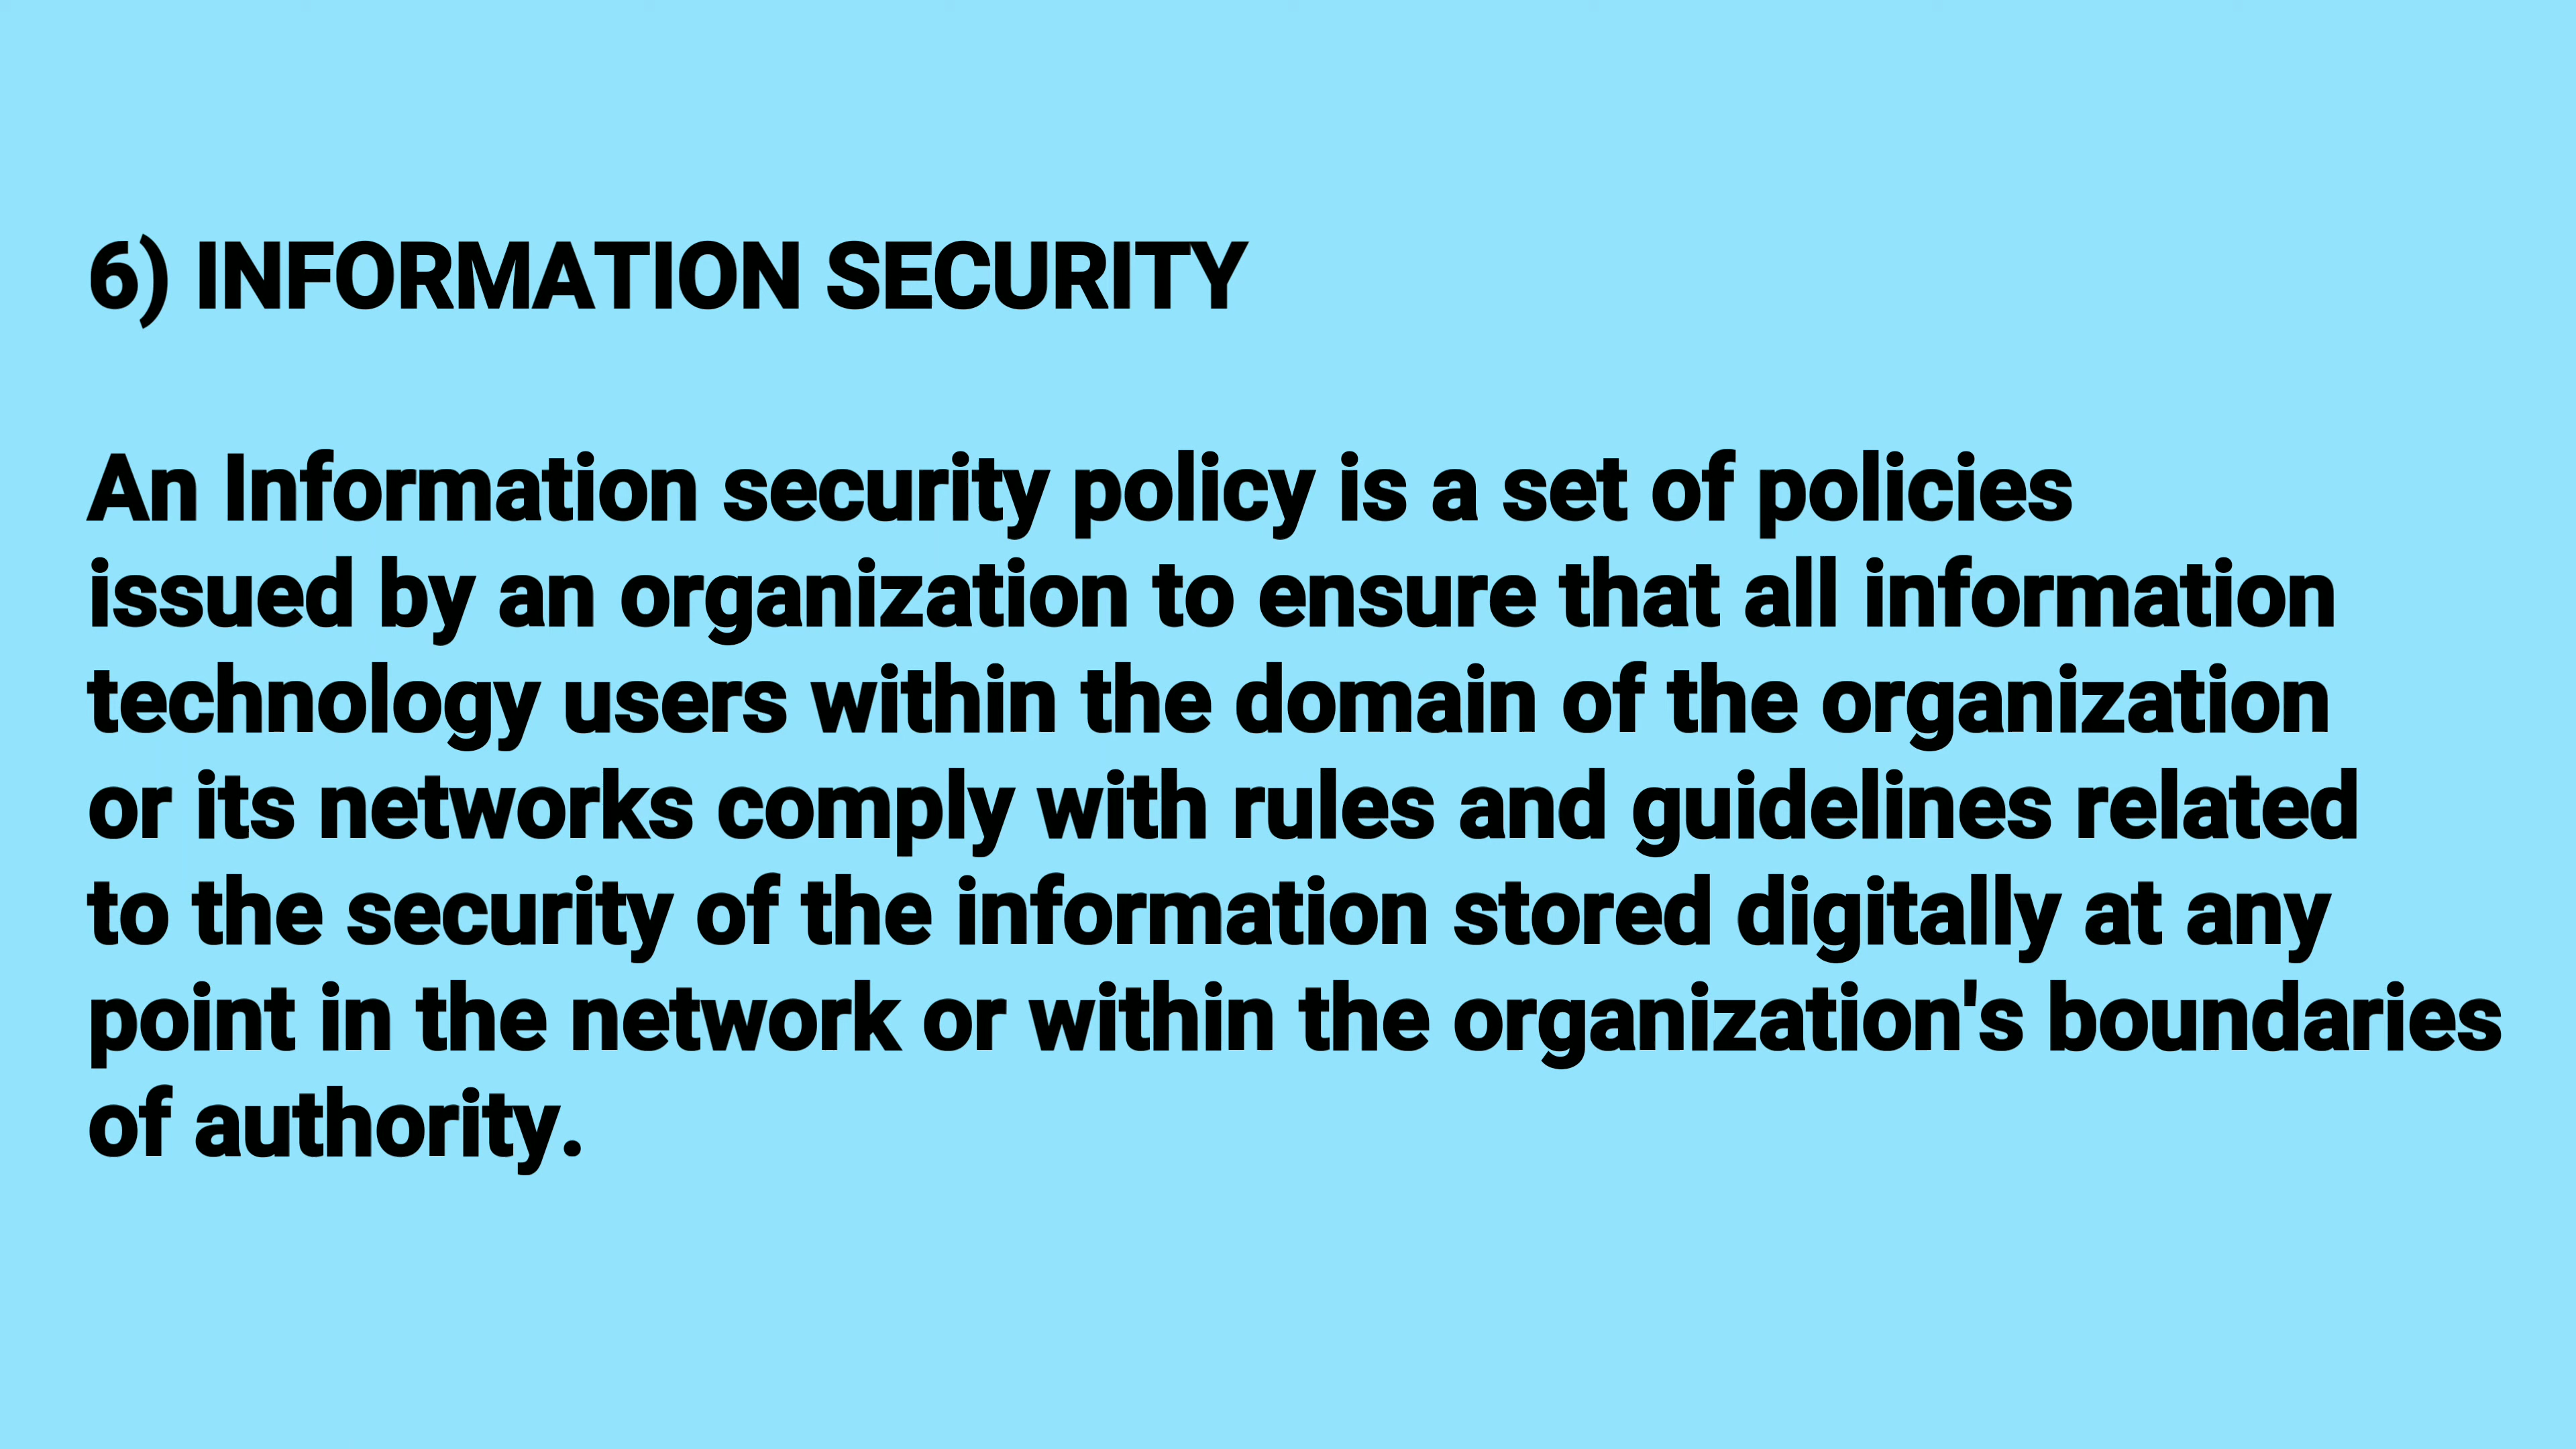 6) INFORMATION SECURITY
An Information security policy is a set of policies
issued by an organization to ensure that all information
technology users within the domain of the organization
or its networks comply with rules and guidelines related
to the security of the information stored digitally at any
point in the network or within the organization's boundaries
of authority.